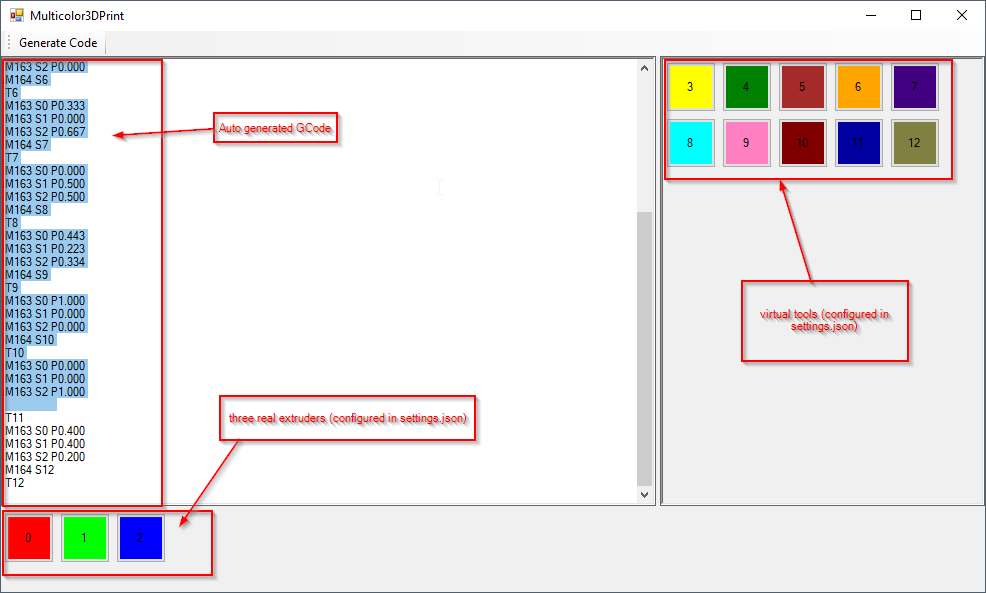 Multicolor3DPrint
Generate Code
M163 S2 P0.000
M164 S6
T6
M163 S0 P0.333
M163 S1 P0.000
M163 S2 P0.667
M164 S7
T7
M163 S0 P0.000
M163 S1 P0.500
M163 S2 P0.500
M164 S8
T8
M163 S0 P0.443
M163 S1 P0.223
M163 S2 P0.334
M164 S9
T9
M163 S0 P1.000
M163 S1 P0.000
M163 S2 P0.000
M164 S10
T10
M163 S0 P0.000
M163 S1 P0.000
M163 S2 P1.000
T11
M163 S0 P0.400
M163 S1 P0.400
M163 S2 P0.200
M164 S12
T12
Auto generated GCode
three real extruders (configured in settings.json)
0 1 2
3 4 5 6 7
8 9 10 11 12
virtual tools (configured in
settings.json)